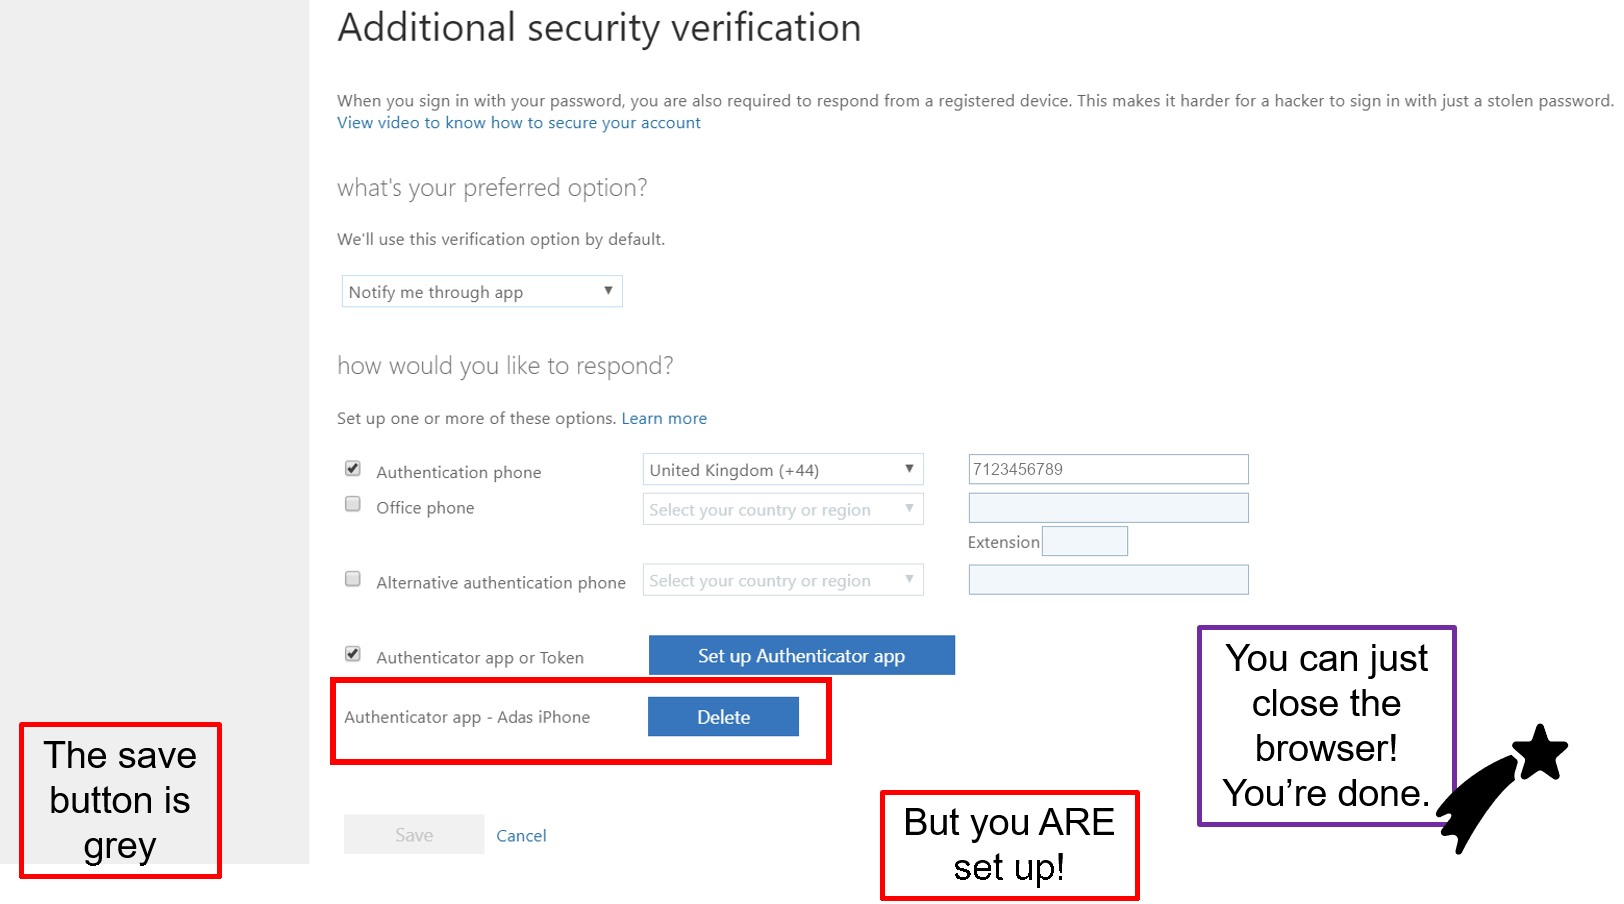 Additional security verification
When you sign in with your password, you are also required to respond from a registered device. This makes it harder for a hacker to sign in with just a stolen password.
View video to know how to secure your account
what's your preferred option?
We'll use this verification option by default.
Notify me through app
how would you like to respond?
Set up one or more of these options. Learn more
Authentication phone United Kingdom (+44) 7123456789
Office phone Select your country or region
Extension
Alternative authentication phone Select your country or region
Authenticator app or Token Set up Authenticator app
Authenticator app - Adas iPhone Delete
Save Cancel
The save
button is
grey
But you ARE
set up!
You can just
close the
browser!
You’re done.